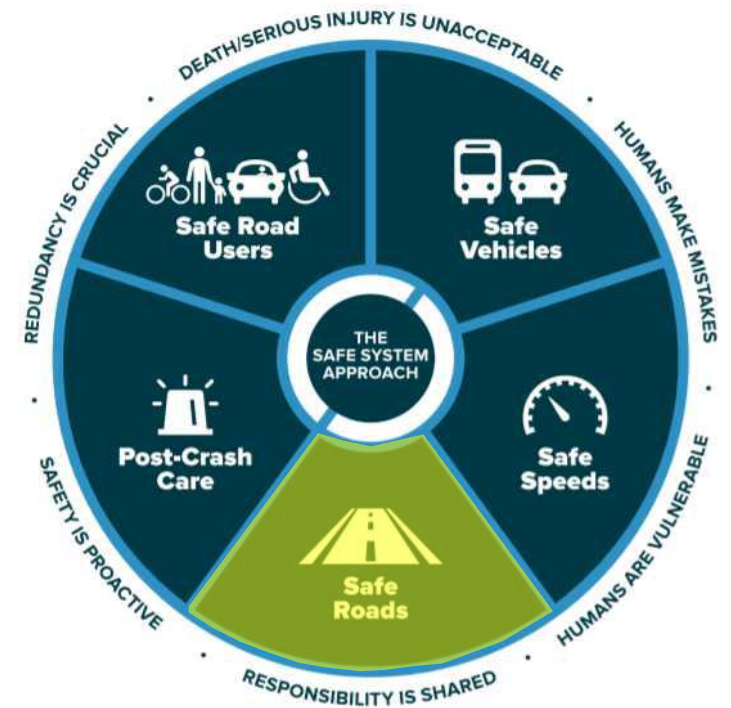 DEATH/SERIOUS INJURY IS UNACCEPTABLE
HUMANS MAKE MISTAKES
HUMANS ARE VULNERABLE
RESPONSIBILITY IS SHARED
SAFETY IS PROACTIVE
REDUNDANCY IS CRUCIAL
Safe Road
Users
Safe
Vehicles
THE
SAFE SYSTEM
APPROACH
Post-Crash
Care
Safe
Speeds
Safe
Roads